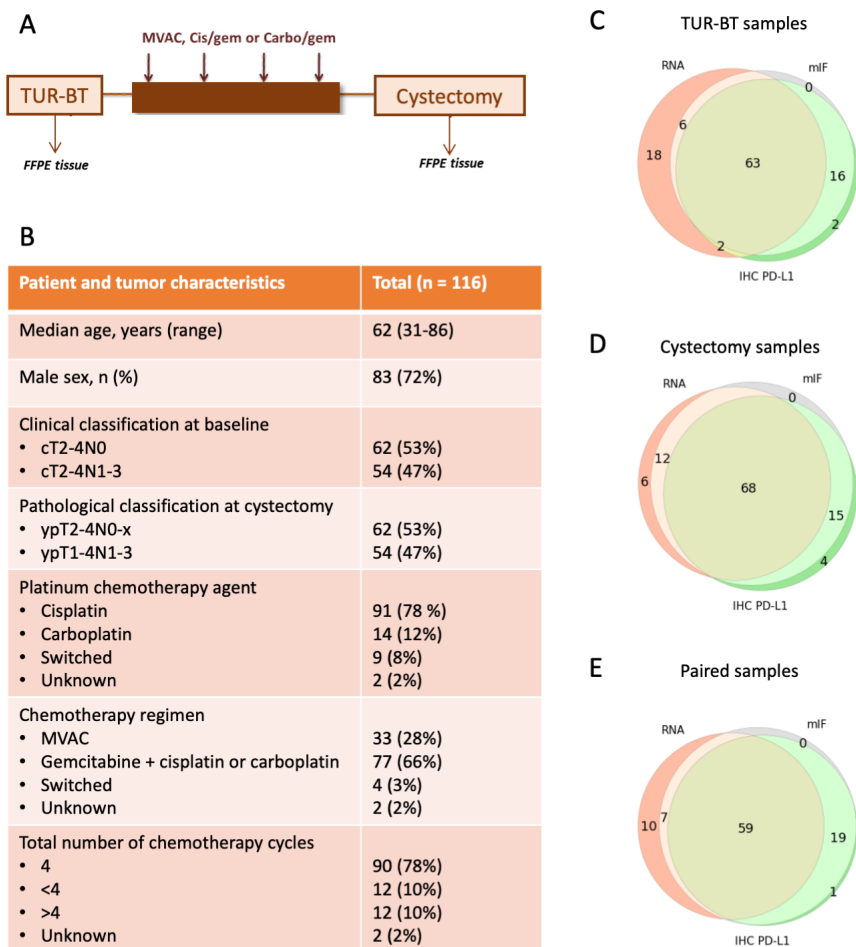 A
MVAC, Cis/gem or Carbo/gem
TUR-BT
Cystectomy
FFPE tissue
FFPE tissue
B
Patient and tumor characteristics Total (n = 116)
Median age, years (range) 62 (31-86)
Male sex, n (%) 83 (72%)
Clinical classification at baseline
• cT2-4N0 62 (53%)
• cT2-4N1-3 54 (47%)
Pathological classification at cystectomy
• ypT2-4N0-x 62 (53%)
• ypT1-4N1-3 54 (47%)
Platinum chemotherapy agent
• Cisplatin 91 (78 %)
• Carboplatin 14 (12%)
• Switched 9 (8%)
• Unknown 2 (2%)
Chemotherapy regimen
• MVAC 33 (28%)
• Gemcitabine + cisplatin or carboplatin 77 (66%)
• Switched 4 (3%)
• Unknown 2 (2%)
Total number of chemotherapy cycles
• 4 90 (78%)
• <4 12 (10%)
• >4 12 (10%)
• Unknown 2 (2%)
C
TUR-BT samples
RNA
mIF
0
6
18
63
16
2
2
IHC PD-L1
D
Cystectomy samples
RNA
mIF
0
12
6
68
15
4
IHC PD-L1
E
Paired samples
RNA
mIF
0
7
10
59
19
1
IHC PD-L1